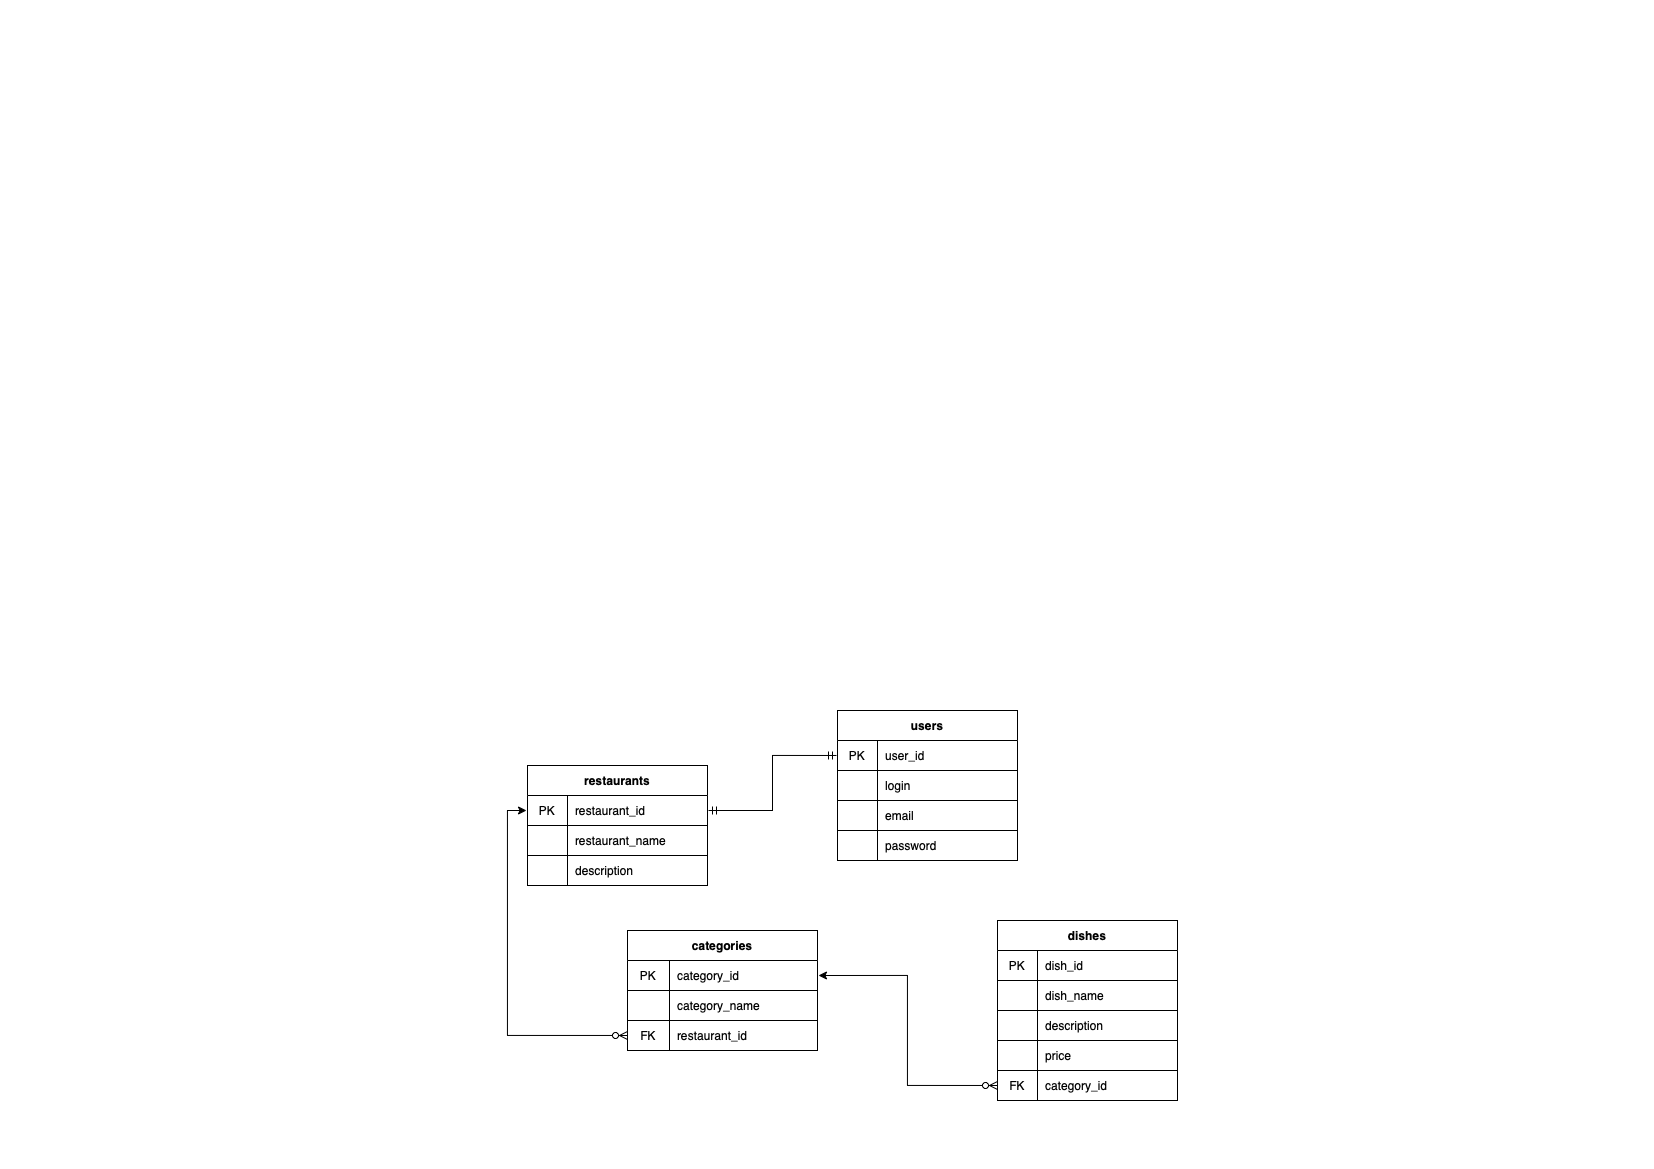 users
PK user_id
login
email
password
restaurants
PK restaurant_id
restaurant_name
description
categories
PK category_id
category_name
FK restaurant_id
dishes
PK dish_id
dish_name
description
price
FK category_id